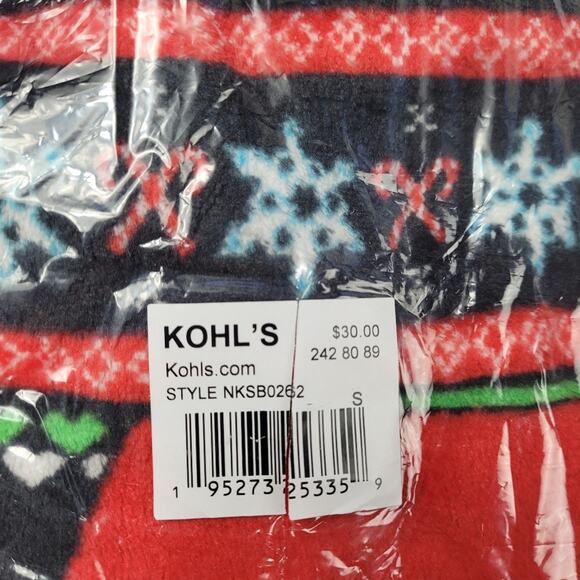 KOHL'S $30.00
Kohls.com 242 80 89
STYLE NKSB0262
S
1 95273 25335 9